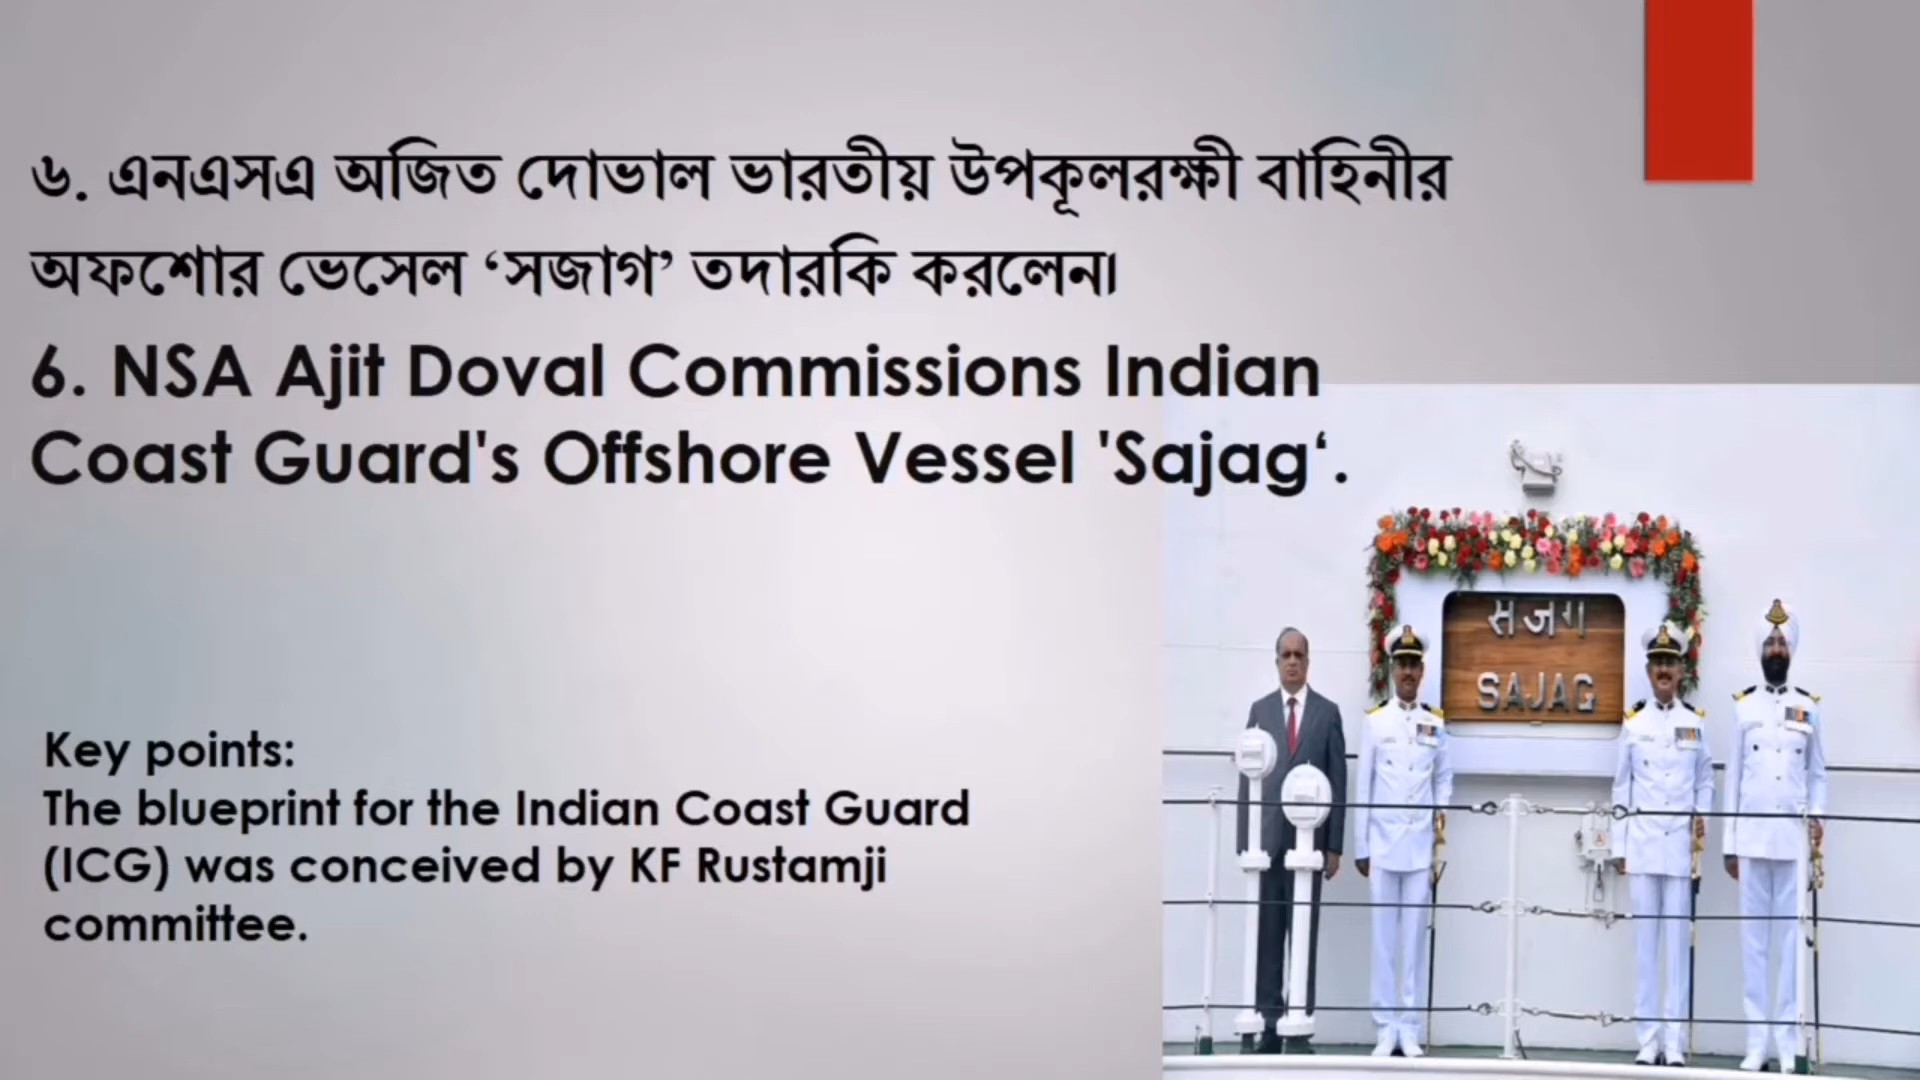 ৬. এনএসএ অজিত দোভাল ভারতীয় উপকূলরক্ষী বাহিনীর
অফশোর ভেসেল ‘সজাগ’ তদারকি করলেন।
6. NSA Ajit Doval Commissions Indian
Coast Guard's Offshore Vessel 'Sajag‘.
सजग
SAJAG
Key points:
The blueprint for the Indian Coast Guard
(ICG) was conceived by KF Rustamji
committee.